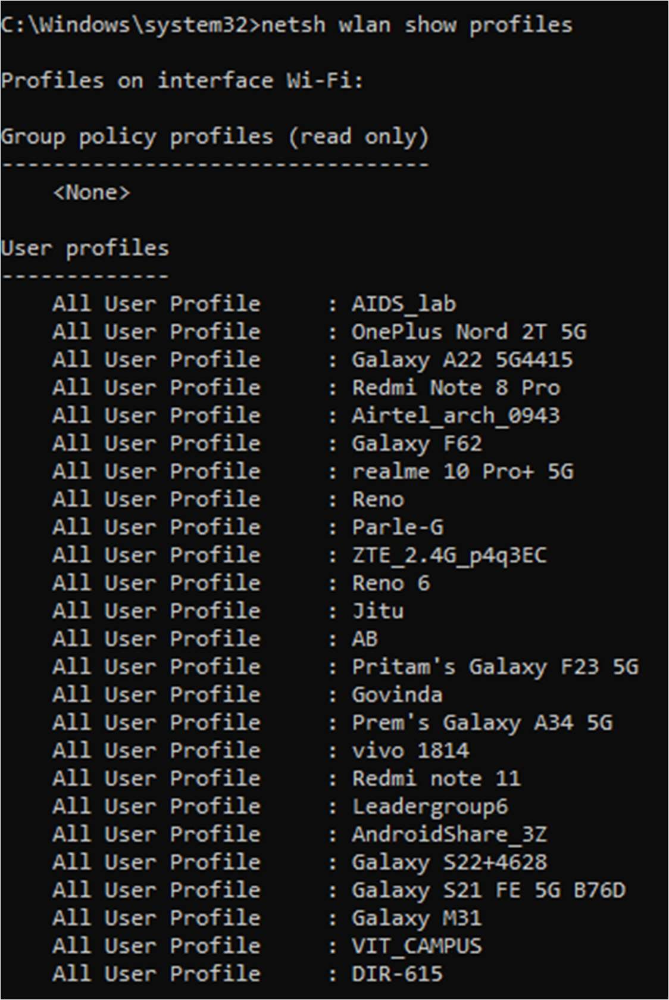 C:\Windows\system32>netsh wlan show profiles
Profiles on interface Wi-Fi:
Group policy profiles (read only)
---------------------------------
    <None>
User profiles
-------------
    All User Profile     : AIDS_lab
    All User Profile     : OnePlus Nord 2T 5G
    All User Profile     : Galaxy A22 5G4415
    All User Profile     : Redmi Note 8 Pro
    All User Profile     : Airtel_arch_0943
    All User Profile     : Galaxy F62
    All User Profile     : realme 10 Pro+ 5G
    All User Profile     : Reno
    All User Profile     : Parle-G
    All User Profile     : ZTE_2.4G_p4q3EC
    All User Profile     : Reno 6
    All User Profile     : Jitu
    All User Profile     : AB
    All User Profile     : Pritam's Galaxy F23 5G
    All User Profile     : Govinda
    All User Profile     : Prem's Galaxy A34 5G
    All User Profile     : vivo 1814
    All User Profile     : Redmi note 11
    All User Profile     : Leadergroup6
    All User Profile     : AndroidShare_3Z
    All User Profile     : Galaxy S22+4628
    All User Profile     : Galaxy S21 FE 5G B76D
    All User Profile     : Galaxy M31
    All User Profile     : VIT_CAMPUS
    All User Profile     : DIR-615